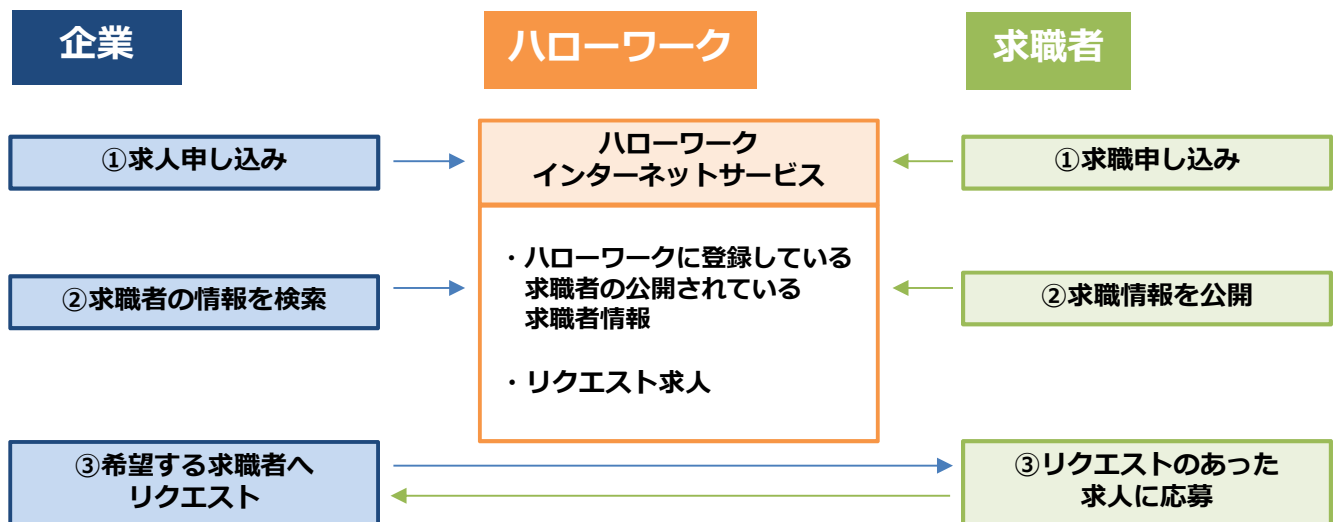 企業
ハローワーク
求職者
①求人申し込み
ハローワーク
インターネットサービス
①求職申し込み
②求職者の情報を検索
・ハローワークに登録している
求職者の公開されている
求職者情報
・リクエスト求人
②求職情報を公開
③希望する求職者へ
リクエスト
③リクエストのあった
求人に応募